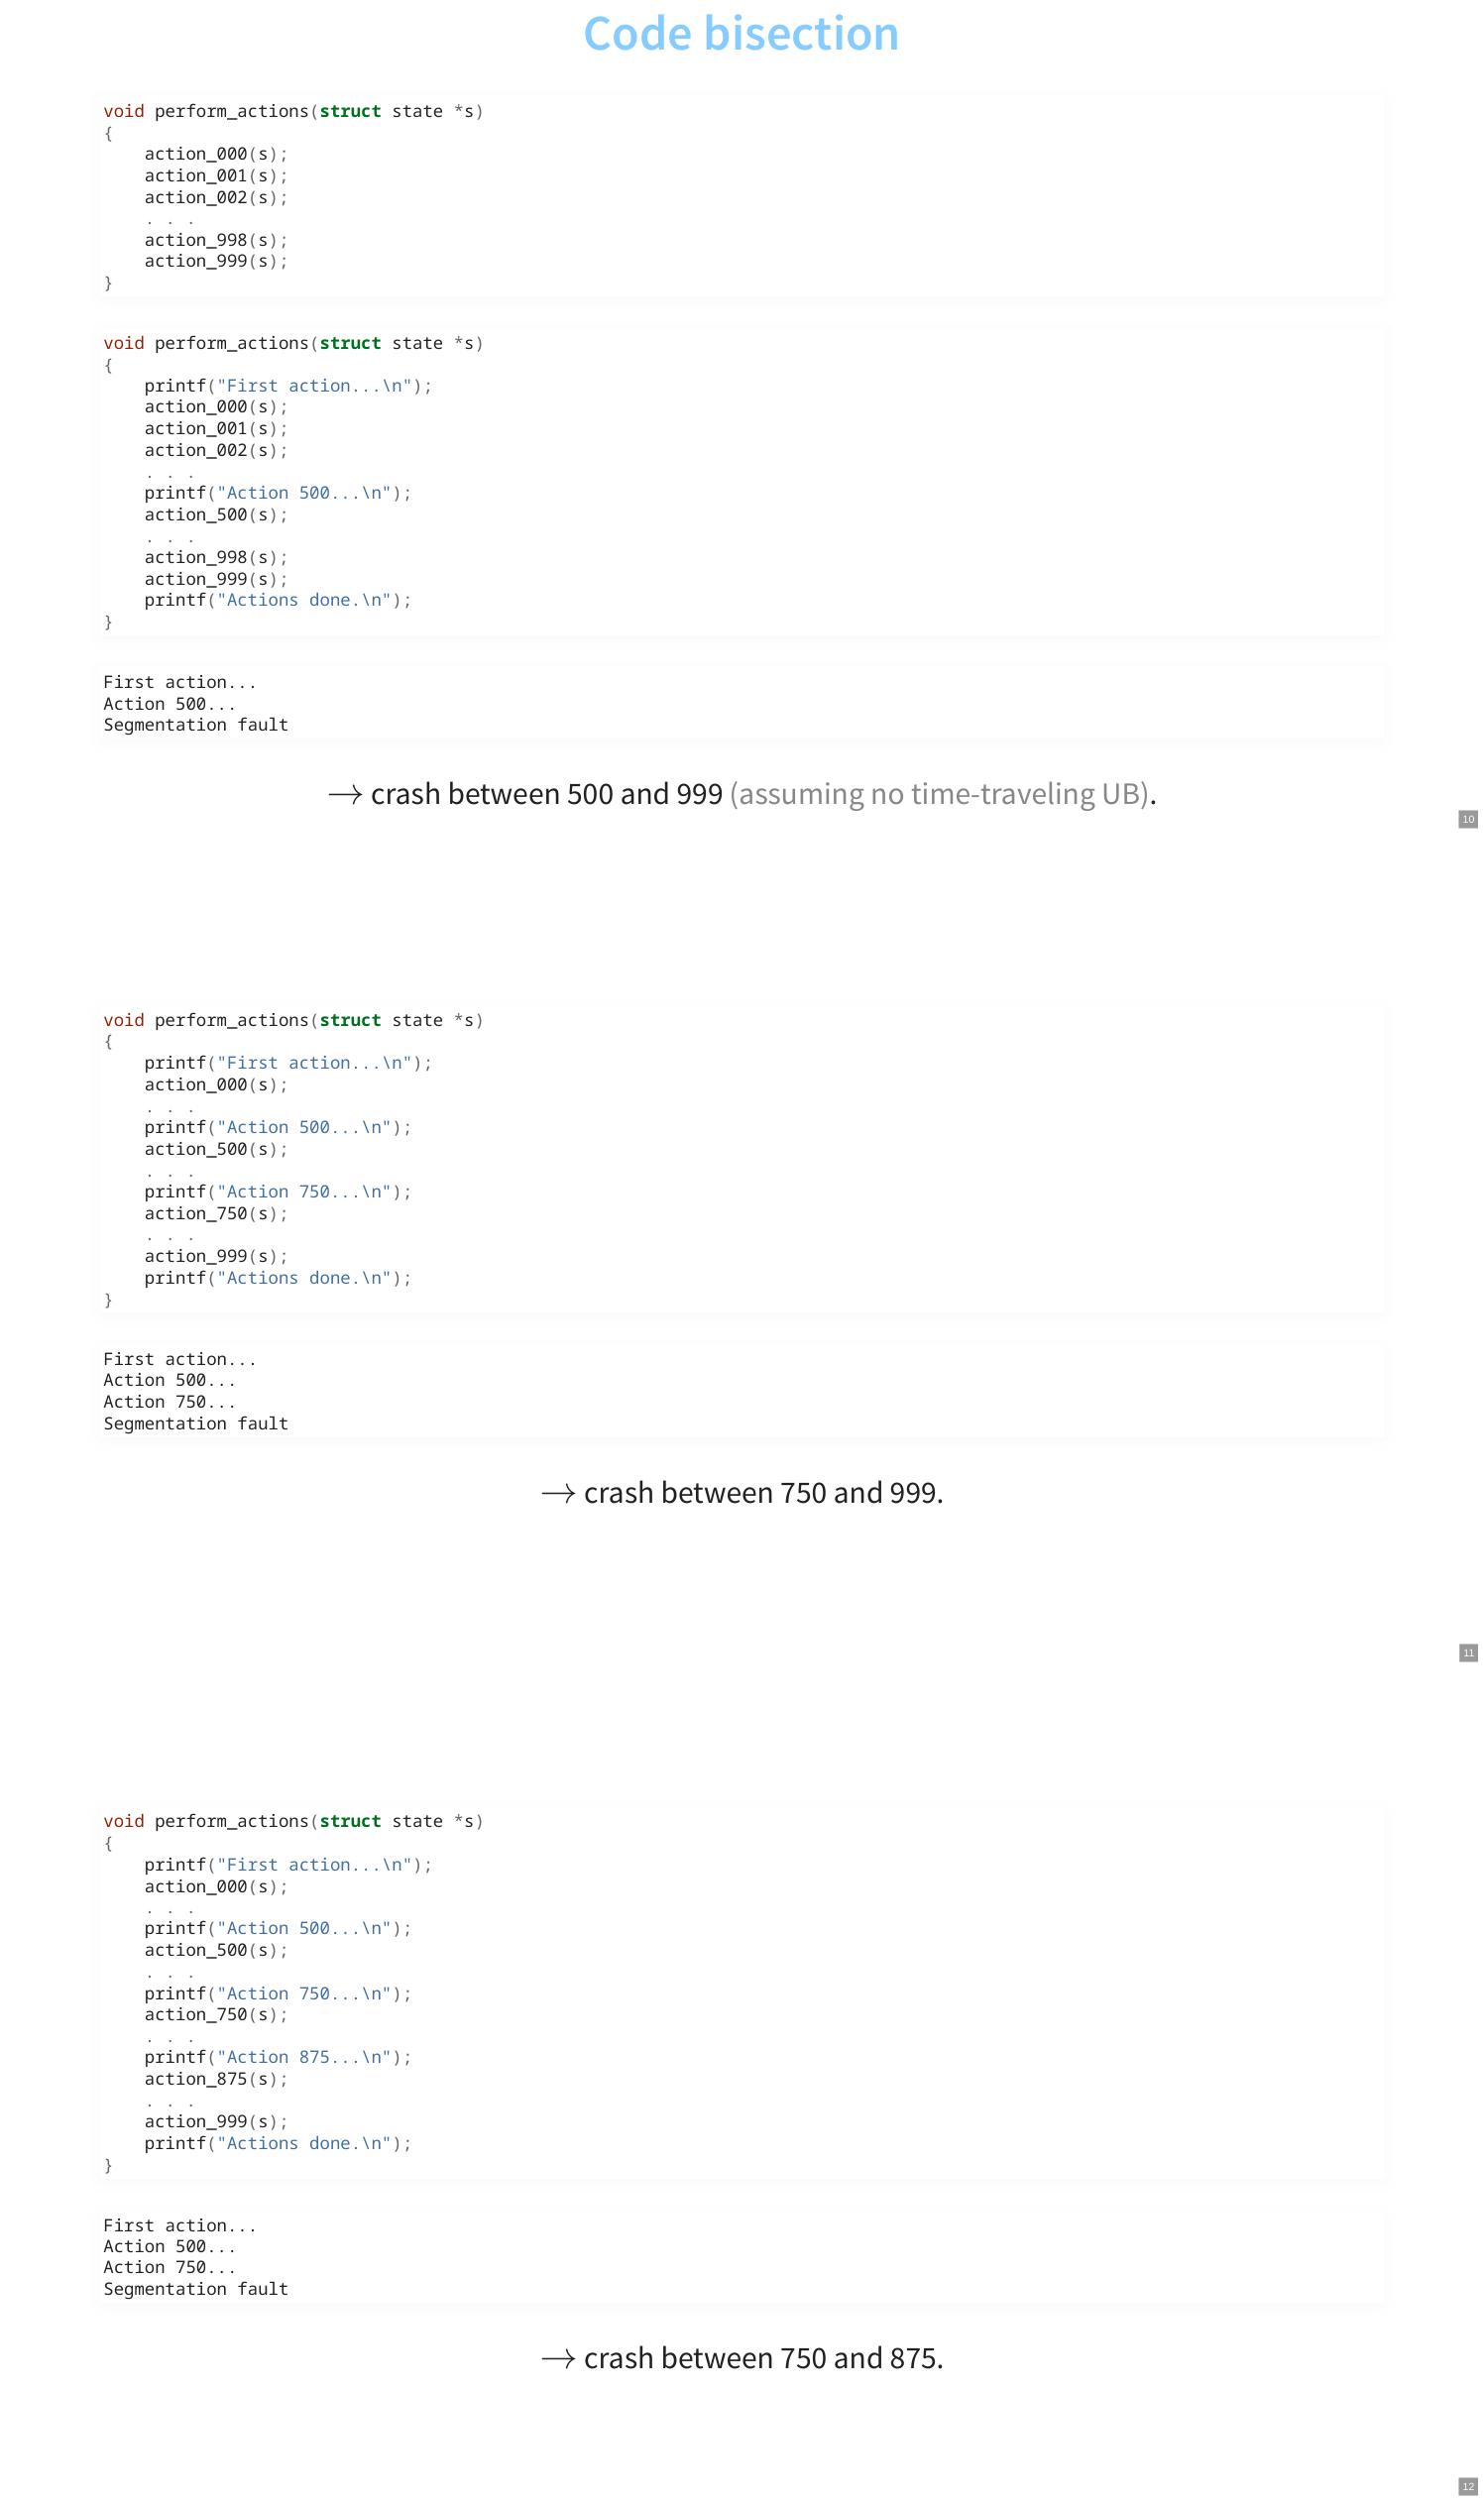 Code bisection
void perform_actions(struct state *s)
{
    action_000(s);
    action_001(s);
    action_002(s);
    . . .
    action_998(s);
    action_999(s);
}
void perform_actions(struct state *s)
{
    printf("First action...\n");
    action_000(s);
    action_001(s);
    action_002(s);
    . . .
    printf("Action 500...\n");
    action_500(s);
    . . .
    action_998(s);
    action_999(s);
    printf("Actions done.\n");
}
First action...
Action 500...
Segmentation fault
→ crash between 500 and 999 (assuming no time-traveling UB).
10
void perform_actions(struct state *s)
{
    printf("First action...\n");
    action_000(s);
    . . .
    printf("Action 500...\n");
    action_500(s);
    . . .
    printf("Action 750...\n");
    action_750(s);
    . . .
    action_999(s);
    printf("Actions done.\n");
}
First action...
Action 500...
Action 750...
Segmentation fault
→ crash between 750 and 999.
11
void perform_actions(struct state *s)
{
    printf("First action...\n");
    action_000(s);
    . . .
    printf("Action 500...\n");
    action_500(s);
    . . .
    printf("Action 750...\n");
    action_750(s);
    . . .
    printf("Action 875...\n");
    action_875(s);
    . . .
    action_999(s);
    printf("Actions done.\n");
}
First action...
Action 500...
Action 750...
Segmentation fault
→ crash between 750 and 875.
12